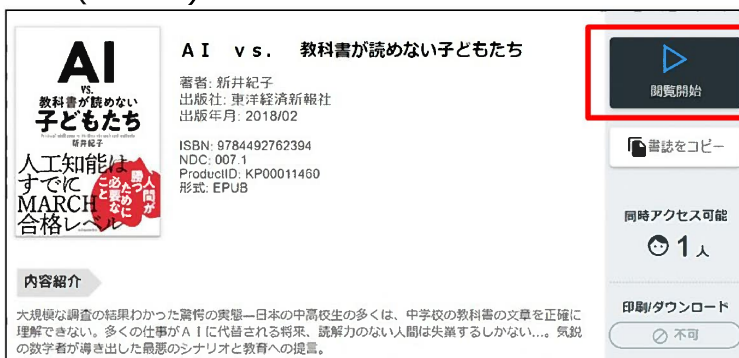 AI
VS.
教科書が読めない
子どもたち
新井紀子
人工知能は
すでに
MARCH
合格レベル
人間が
勝つ
ために
必要な
こと
ＡＩ　ｖｓ．　教科書が読めない子どもたち
著者: 新井紀子
出版社: 東洋経済新報社
出版年月: 2018/02
ISBN: 9784492762394
NDC: 007.1
ProductID: KP00011460
形式: EPUB
閲覧開始
書誌をコピー
同時アクセス可能
1 人
印刷/ダウンロード
不可
内容紹介
大規模な調査の結果わかった驚愕の実態―日本の中高校生の多くは、中学校の教科書の文章を正確に
理解できない。多くの仕事がＡＩに代替される将来、読解力のない人間は失業するしかない…。気鋭
の数学者が導き出した最悪のシナリオと教育への提言。